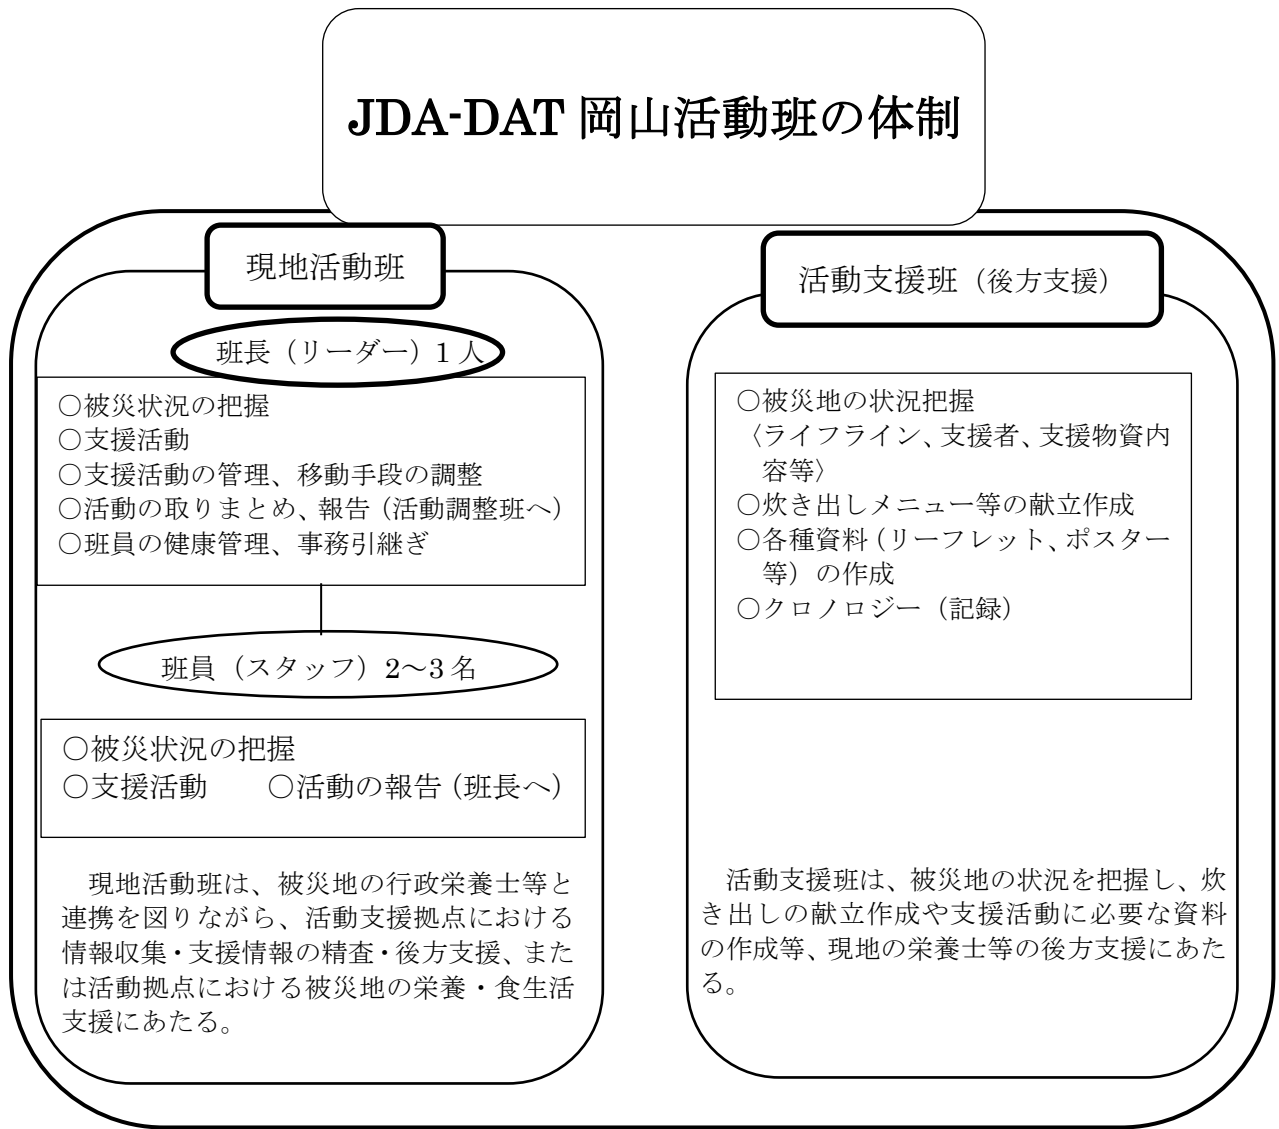 JDA-DAT 岡山活動班の体制
現地活動班
班長（リーダー）1 人
○被災状況の把握
○支援活動
○支援活動の管理、移動手段の調整
○活動の取りまとめ、報告（活動調整班へ）
○班員の健康管理、事務引継ぎ
班員（スタッフ）2～3 名
○被災状況の把握
○支援活動　　○活動の報告（班長へ）
現地活動班は、被災地の行政栄養士等と
連携を図りながら、活動支援拠点における
情報収集・支援情報の精査・後方支援、また
は活動拠点における被災地の栄養・食生活
支援にあたる。
活動支援班（後方支援）
○被災地の状況把握
〈ライフライン、支援者、支援物資内
容等〉
○炊き出しメニュー等の献立作成
○各種資料（リーフレット、ポスター
等）の作成
○クロノロジー（記録）
活動支援班は、被災地の状況を把握し、炊
き出しの献立作成や支援活動に必要な資料
の作成等、現地の栄養士等の後方支援にあた
る。